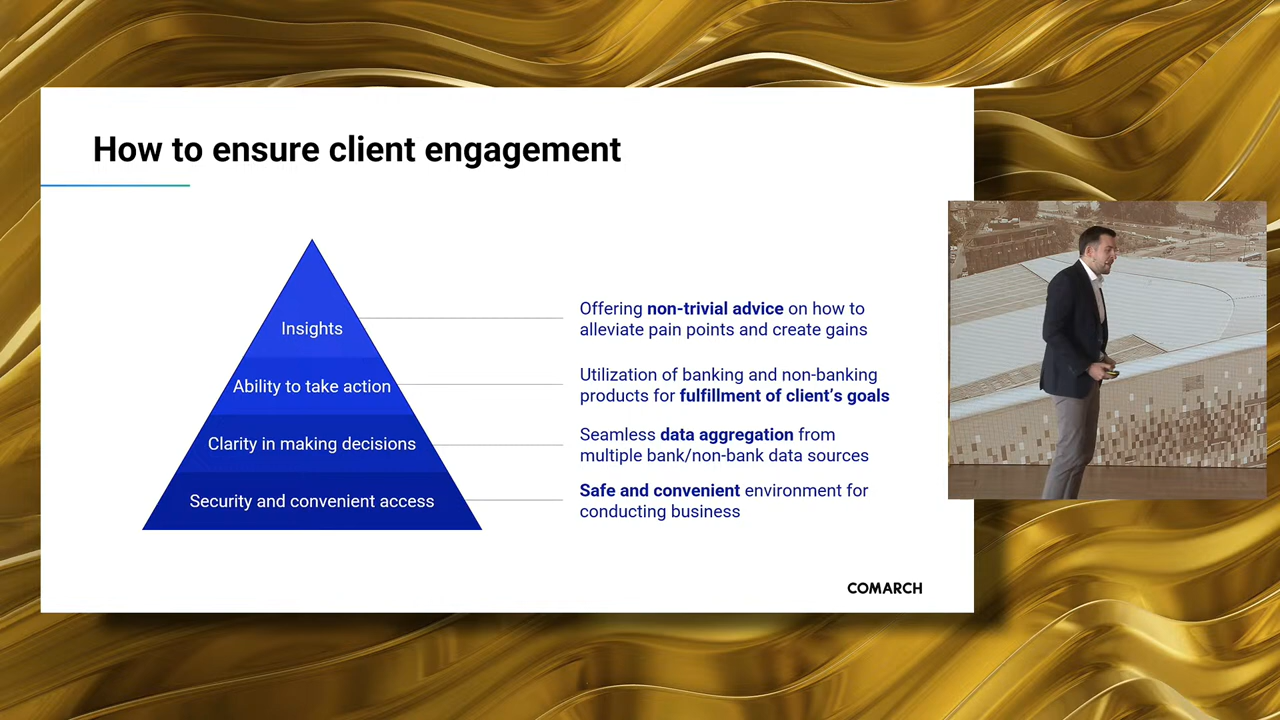 How to ensure client engagement
Insights
Offering non-trivial advice on how to
alleviate pain points and create gains
Ability to take action
Utilization of banking and non-banking
products for fulfillment of client’s goals
Clarity in making decisions
Seamless data aggregation from
multiple bank/non-bank data sources
Security and convenient access
Safe and convenient environment for
conducting business
COMARCH